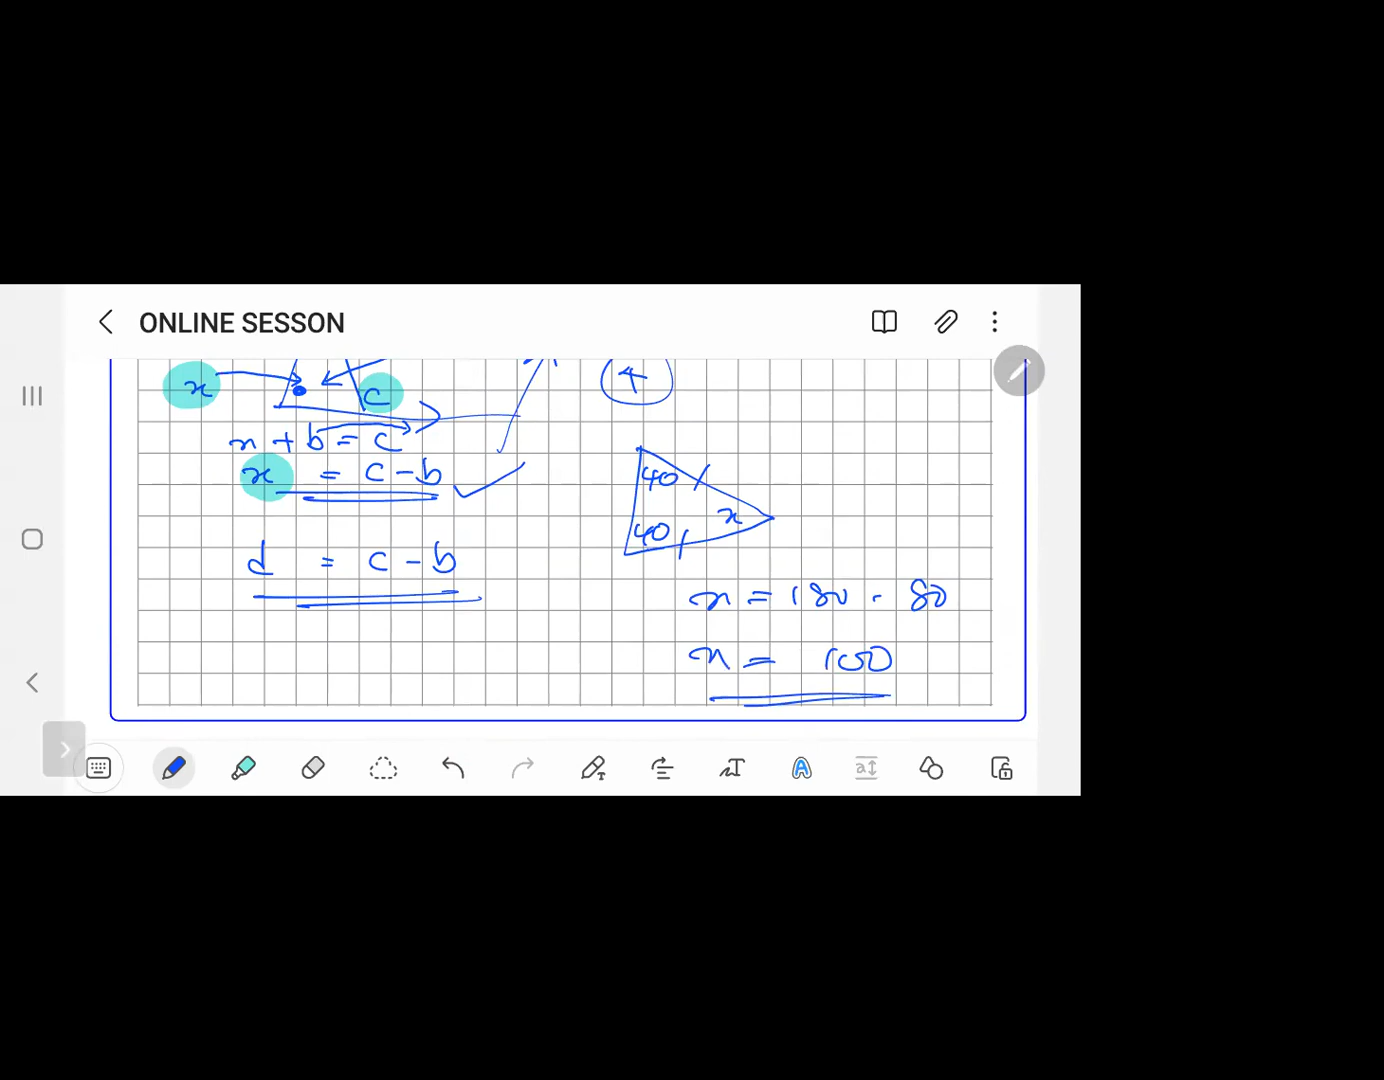 ONLINE SESSON
x
c
4
x + b = c
x = c - b
40
40
x
d = c - b
x = 180 - 80
x = 100